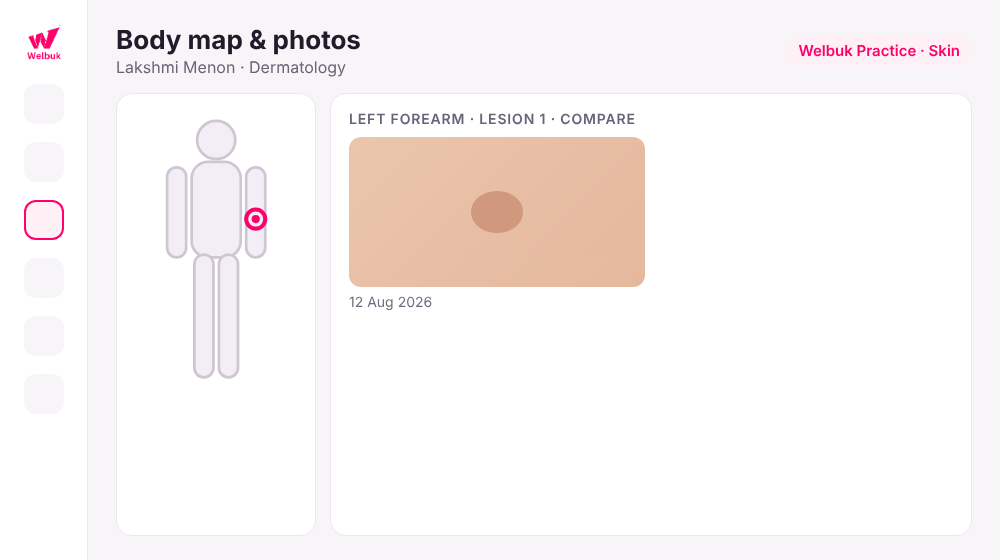 Welbuk
Body map & photos
Lakshmi Menon · Dermatology
Welbuk Practice · Skin
LEFT FOREARM · LESION 1 · COMPARE
12 Aug 2026